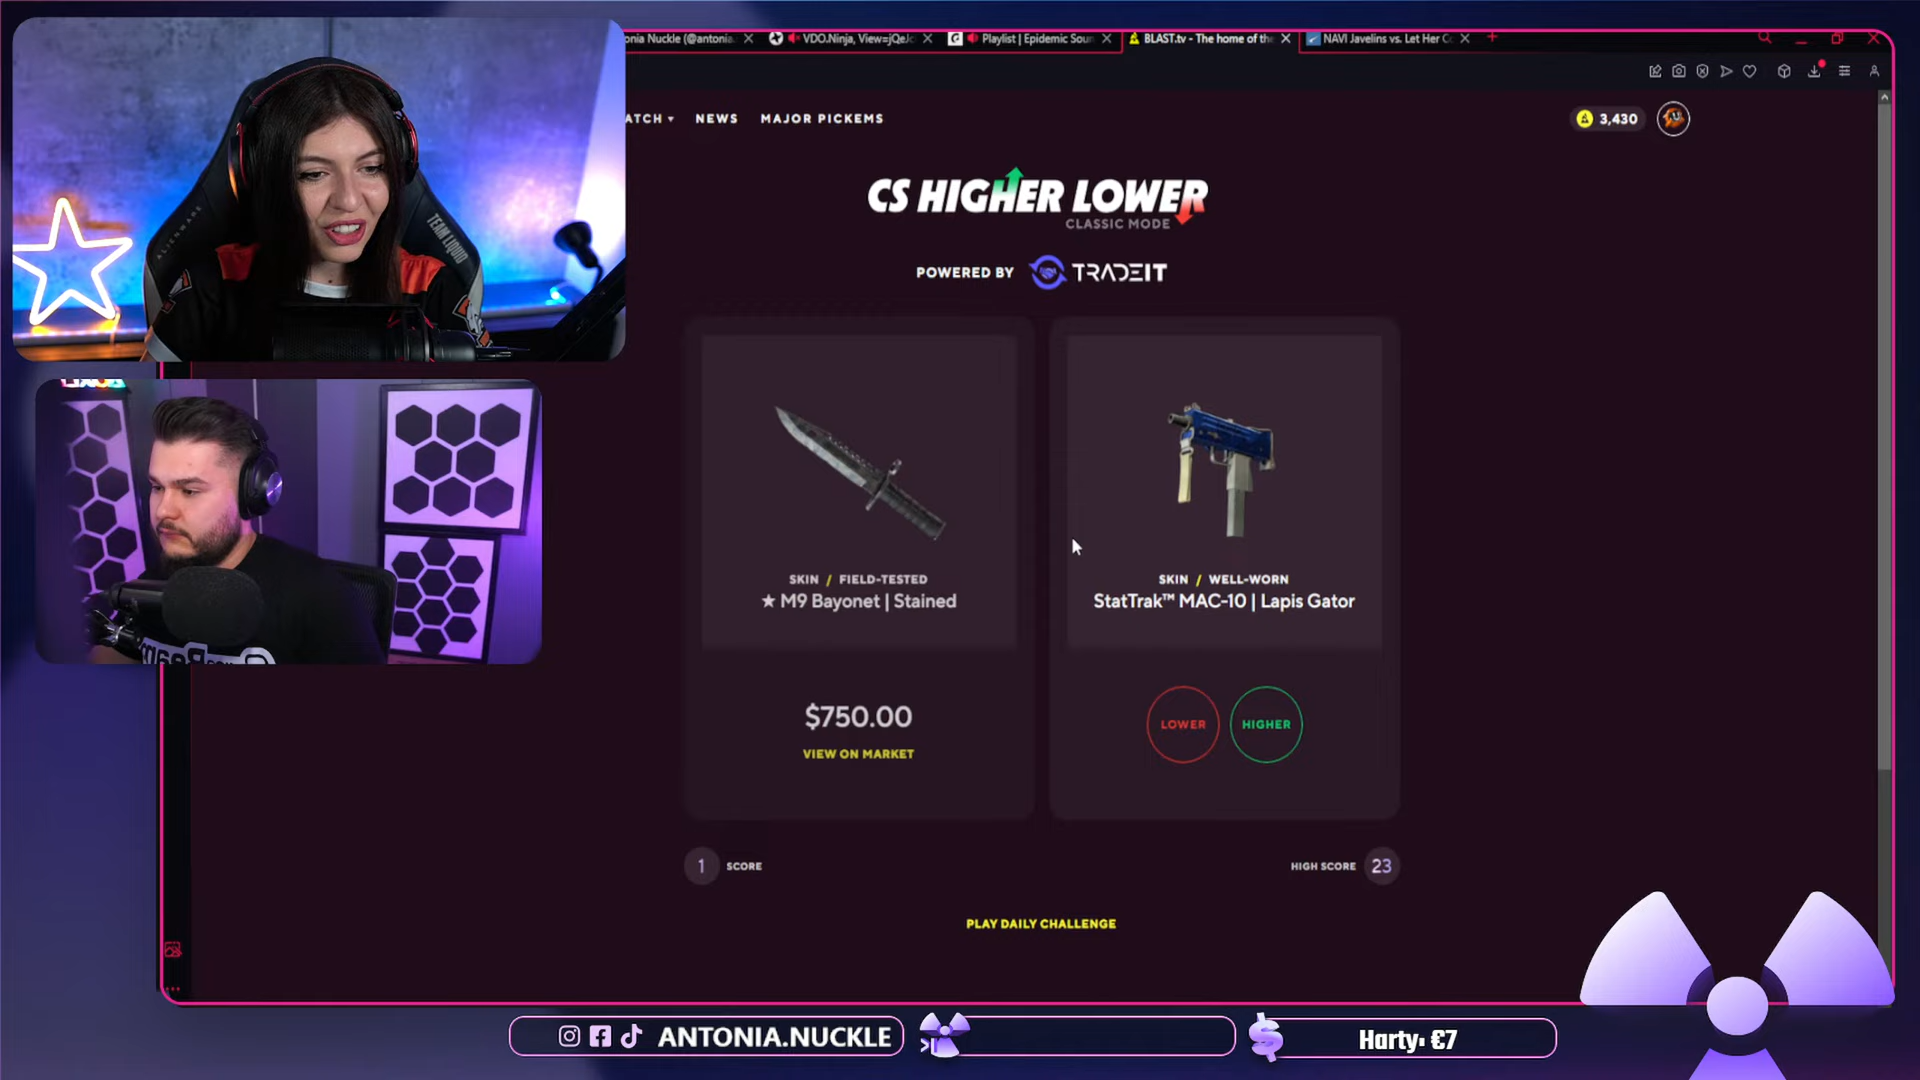 onia Nuckle (@antonia.
VDO.Ninja, View=jQeJc
Playlist | Epidemic Soun
BLAST.tv - The home of the
NAVI Javelins vs. Let Her C
ATCH
NEWS
MAJOR PICKEMS
3,430
CS HIGHER LOWER
CLASSIC MODE
POWERED BY TRADEIT
ALIENWARE
TEAM LIQUID
SKIN / FIELD-TESTED
★ M9 Bayonet | Stained
$750.00
VIEW ON MARKET
SKIN / WELL-WORN
StatTrak™ MAC-10 | Lapis Gator
LOWER
HIGHER
1 SCORE
HIGH SCORE 23
PLAY DAILY CHALLENGE
ANTONIA.NUCKLE
Harty: €7